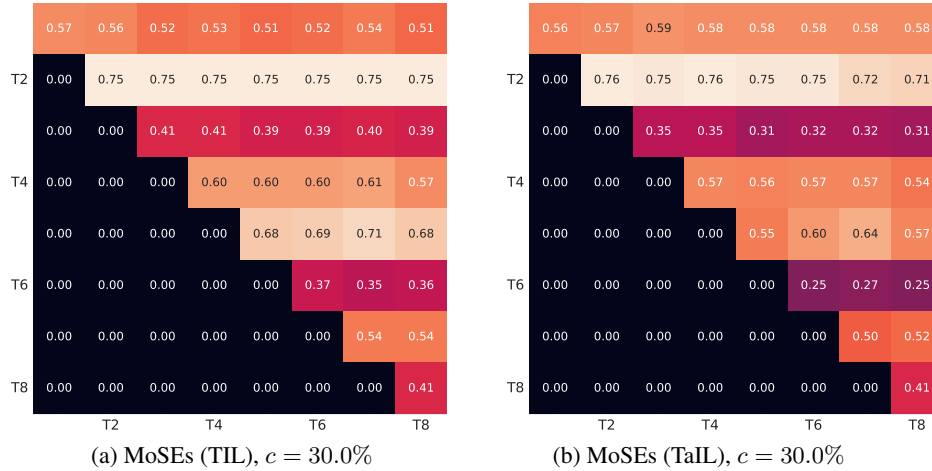 0.57 0.56 0.52 0.53 0.51 0.52 0.54 0.51
T2 0.00 0.75 0.75 0.75 0.75 0.75 0.75 0.75
0.00 0.00 0.41 0.41 0.39 0.39 0.40 0.39
T4 0.00 0.00 0.00 0.60 0.60 0.60 0.61 0.57
0.00 0.00 0.00 0.00 0.68 0.69 0.71 0.68
T6 0.00 0.00 0.00 0.00 0.00 0.37 0.35 0.36
0.00 0.00 0.00 0.00 0.00 0.00 0.54 0.54
T8 0.00 0.00 0.00 0.00 0.00 0.00 0.00 0.41
T2 T4 T6 T8
(a) MoSEs (TIL), c = 30.0%
0.56 0.57 0.59 0.58 0.58 0.58 0.58 0.58
T2 0.00 0.76 0.75 0.76 0.75 0.75 0.72 0.71
0.00 0.00 0.35 0.35 0.31 0.32 0.32 0.31
T4 0.00 0.00 0.00 0.57 0.56 0.57 0.57 0.54
0.00 0.00 0.00 0.00 0.55 0.60 0.64 0.57
T6 0.00 0.00 0.00 0.00 0.00 0.25 0.27 0.25
0.00 0.00 0.00 0.00 0.00 0.00 0.50 0.52
T8 0.00 0.00 0.00 0.00 0.00 0.00 0.00 0.41
T2 T4 T6 T8
(b) MoSEs (TaIL), c = 30.0%